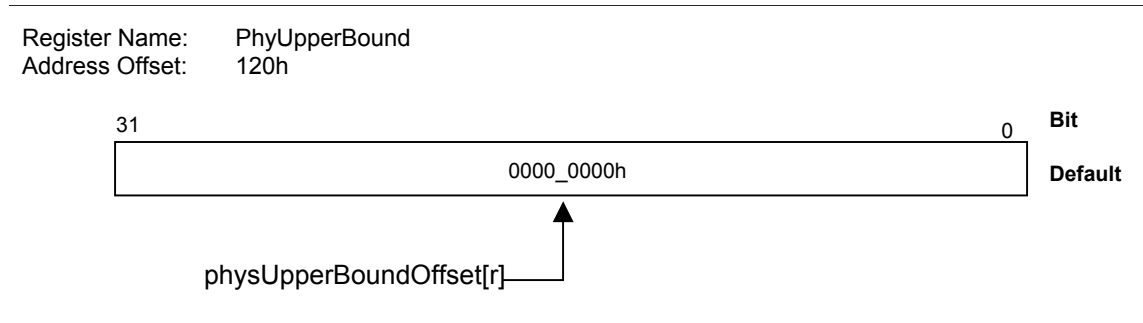 Register Name: PhyUpperBound
Address Offset: 120h
31 0 Bit
0000_0000h Default
physUpperBoundOffset[r]